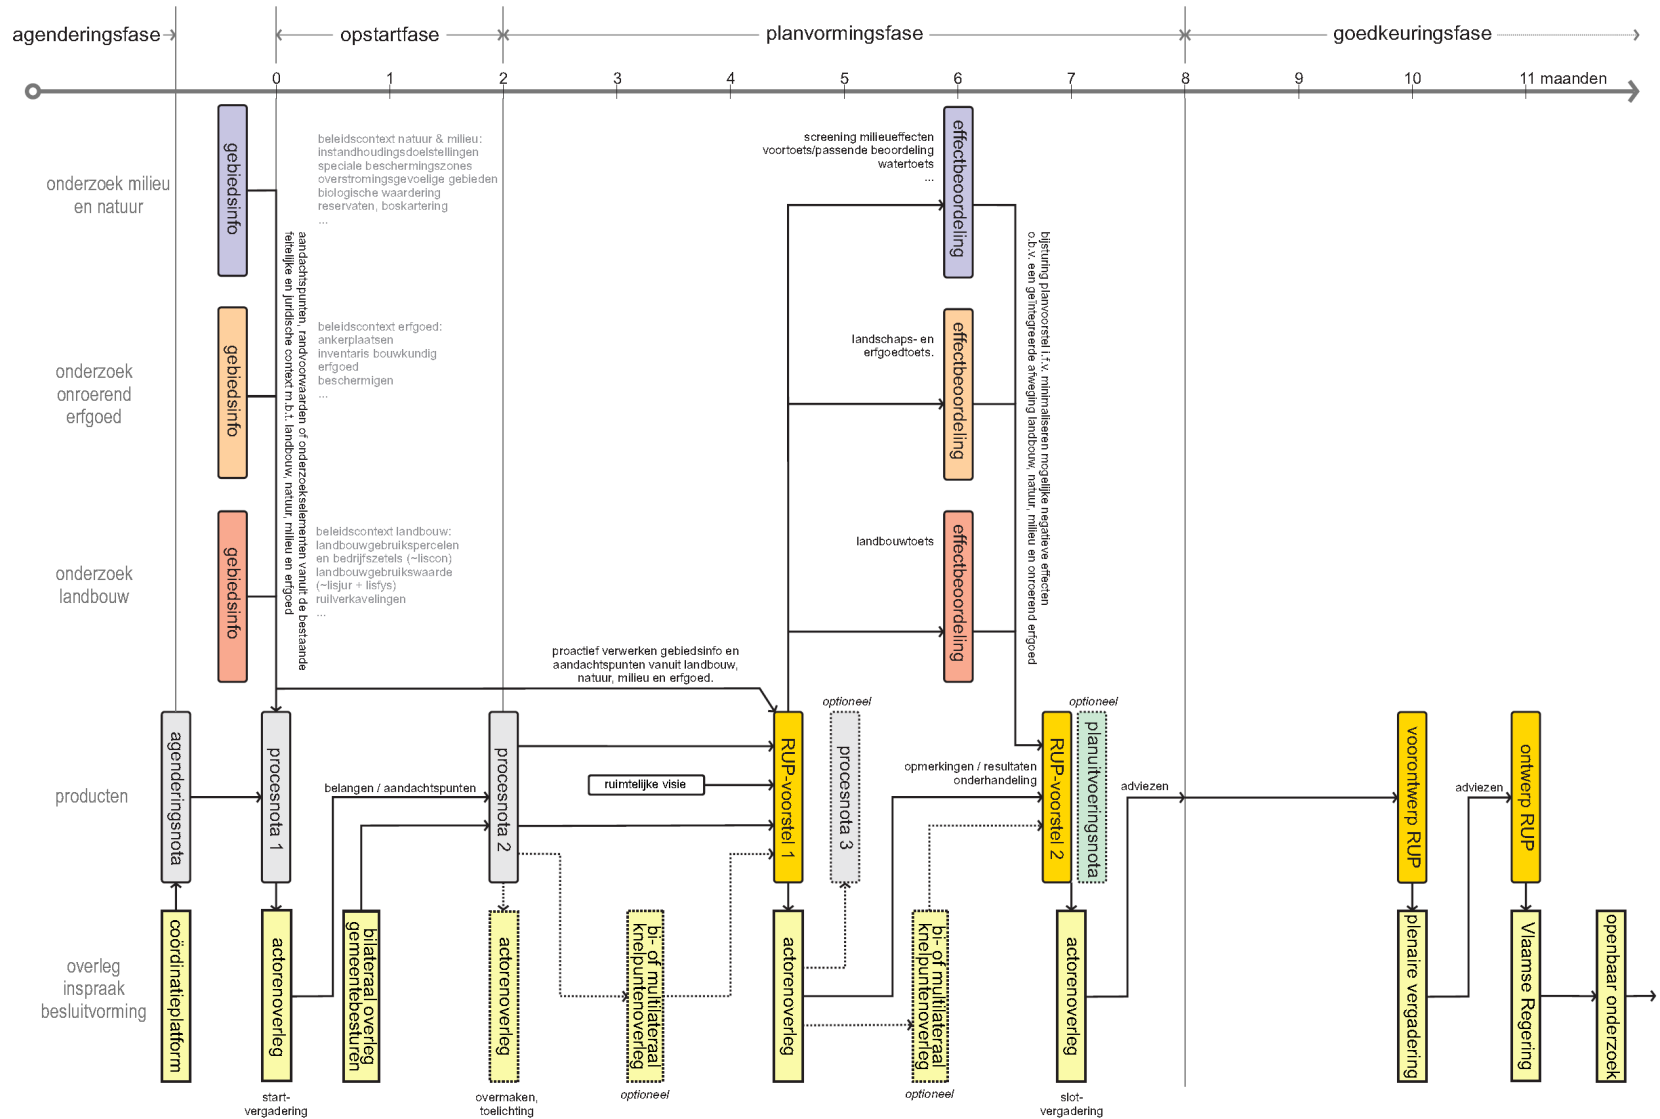 agenderingsfase
opstartfase
planvormingsfase
goedkeuringsfase
0
1
2
3
4
5
6
7
8
9
10
11 maanden
onderzoek milieu
en natuur
gebiedsinfo
beleidscontext natuur & milieu:
instandhoudingsdoelstellingen
speciale beschermingszones
overstromingsgevoelige gebieden
biologische waardering
reservaten, boskartering
...
screening milieueffecten
voortoets/passende beoordeling
watertoets
...
effectbeoordeling
aandachtspunten, randvoorwaarden of onderzoekselementen vanuit de bestaande
feitelijke en juridische context m.b.t. landbouw, natuur, milieu en erfgoed
bijsturing planvoorstel i.f.v. minimaliseren mogelijke negatieve effecten
o.b.v. een geïntegreerde afweging landbouw, natuur, milieu en onroerend erfgoed
onderzoek
onroerend
erfgoed
gebiedsinfo
beleidscontext erfgoed:
ankerplaatsen
inventaris bouwkundig
erfgoed
beschermigen
...
landschaps- en
erfgoedtoets.
effectbeoordeling
onderzoek
landbouw
gebiedsinfo
beleidscontext landbouw:
landbouwgebruikspercelen
en bedrijfszetels (~liscon)
landbouwgebruikswaarde
(~lisjur + lisfys)
ruilverkavelingen
...
landbouwtoets
effectbeoordeling
proactief verwerken gebiedsinfo en
aandachtspunten vanuit landbouw,
natuur, milieu en erfgoed.
producten
agenderingsnota
procesnota 1
belangen / aandachtspunten
procesnota 2
ruimtelijke visie
RUP-voorstel 1
optioneel
procesnota 3
opmerkingen / resultaten
onderhandeling
RUP-voorstel 2
optioneel
planuitvoeringsnota
adviezen
voorontwerp RUP
adviezen
ontwerp RUP
overleg
inspraak
besluitvorming
coördinatieplatform
actorenoverleg
start-
vergadering
bilateraal overleg
gemeentebesturen
actorenoverleg
overmaken,
toelichting
bi- of multilateraal
knelpuntenoverleg
optioneel
actorenoverleg
bi- of multilateraal
knelpuntenoverleg
optioneel
actorenoverleg
slot-
vergadering
plenaire vergadering
Vlaamse Regering
openbaar onderzoek